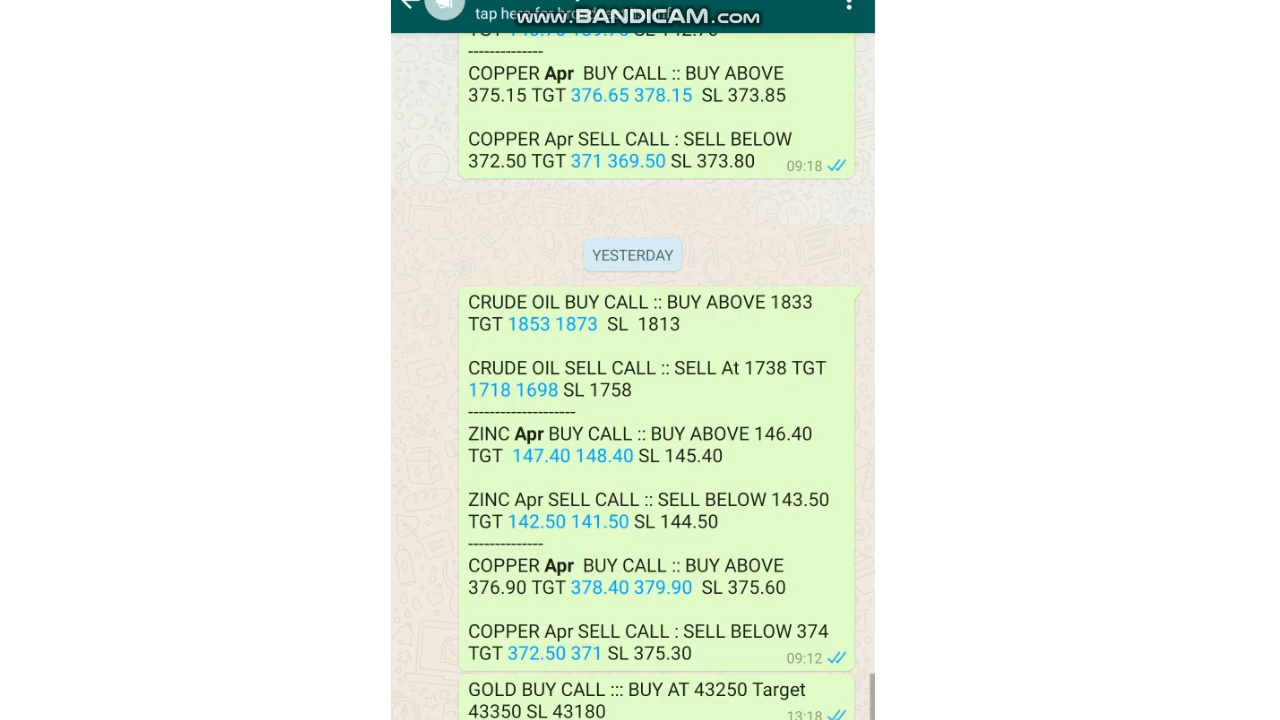 www.BANDICAM.com
tap here for
COPPER Apr BUY CALL :: BUY ABOVE
375.15 TGT 376.65 378.15 SL 373.85
COPPER Apr SELL CALL : SELL BELOW
372.50 TGT 371 369.50 SL 373.80
09:18
YESTERDAY
CRUDE OIL BUY CALL :: BUY ABOVE 1833
TGT 1853 1873 SL 1813
CRUDE OIL SELL CALL :: SELL At 1738 TGT
1718 1698 SL 1758
--------------------
ZINC Apr BUY CALL :: BUY ABOVE 146.40
TGT 147.40 148.40 SL 145.40
ZINC Apr SELL CALL :: SELL BELOW 143.50
TGT 142.50 141.50 SL 144.50
--------------
COPPER Apr BUY CALL :: BUY ABOVE
376.90 TGT 378.40 379.90 SL 375.60
COPPER Apr SELL CALL : SELL BELOW 374
TGT 372.50 371 SL 375.30
09:12
GOLD BUY CALL ::: BUY AT 43250 Target
43350 SL 43180
13:18